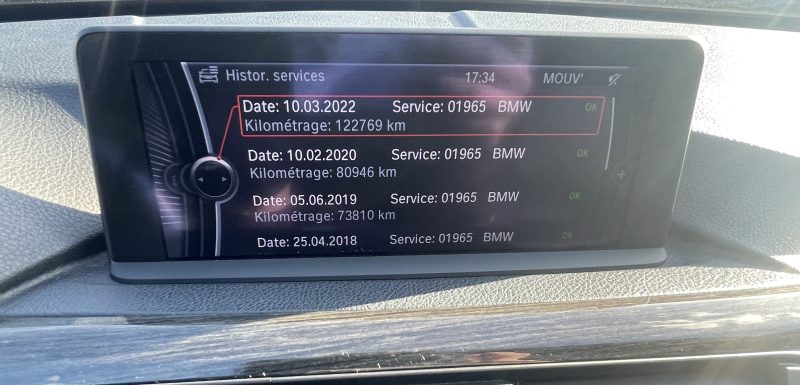 Histor. services 17:34 MOUV'
Date: 10.03.2022 Service: 01965 BMW OK
Kilométrage: 122769 km
Date: 10.02.2020 Service: 01965 BMW OK
Kilométrage: 80946 km
Date: 05.06.2019 Service: 01965 BMW OK
Kilométrage: 73810 km
Date: 25.04.2018 Service: 01965 BMW OK